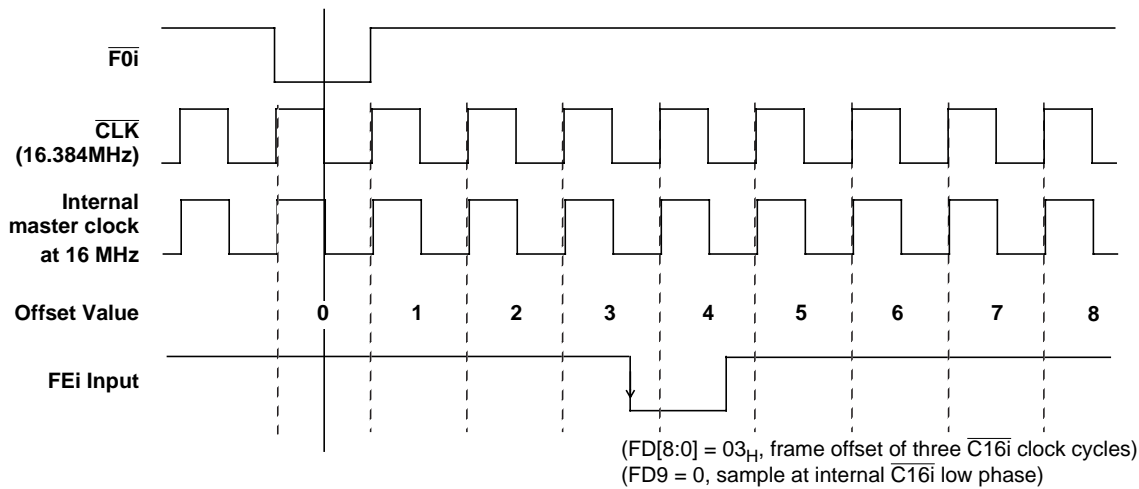 F0i
CLK
(16.384MHz)
Internal
master clock
at 16 MHz
Offset Value 0 1 2 3 4 5 6 7 8
FEi Input
(FD[8:0] = 03H, frame offset of three C16i clock cycles)
(FD9 = 0, sample at internal C16i low phase)